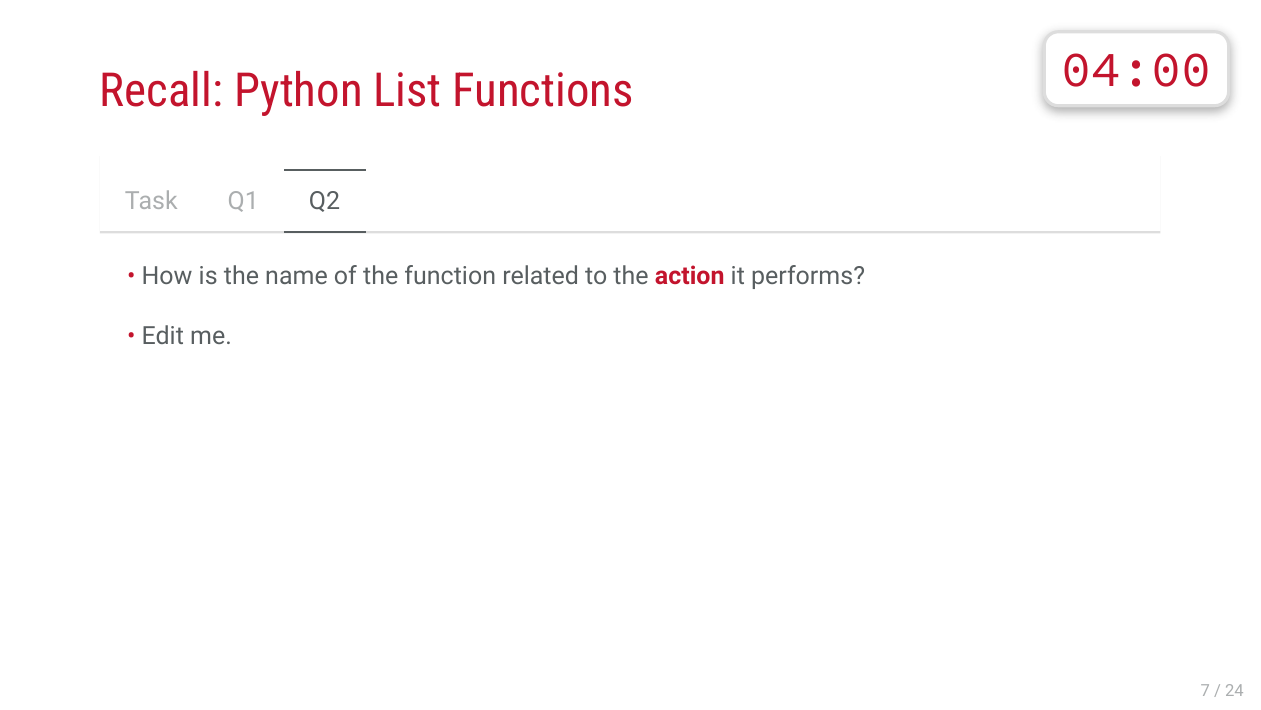 Recall: Python List Functions
04:00
Task Q1 Q2
• How is the name of the function related to the action it performs?
• Edit me.
7 / 24